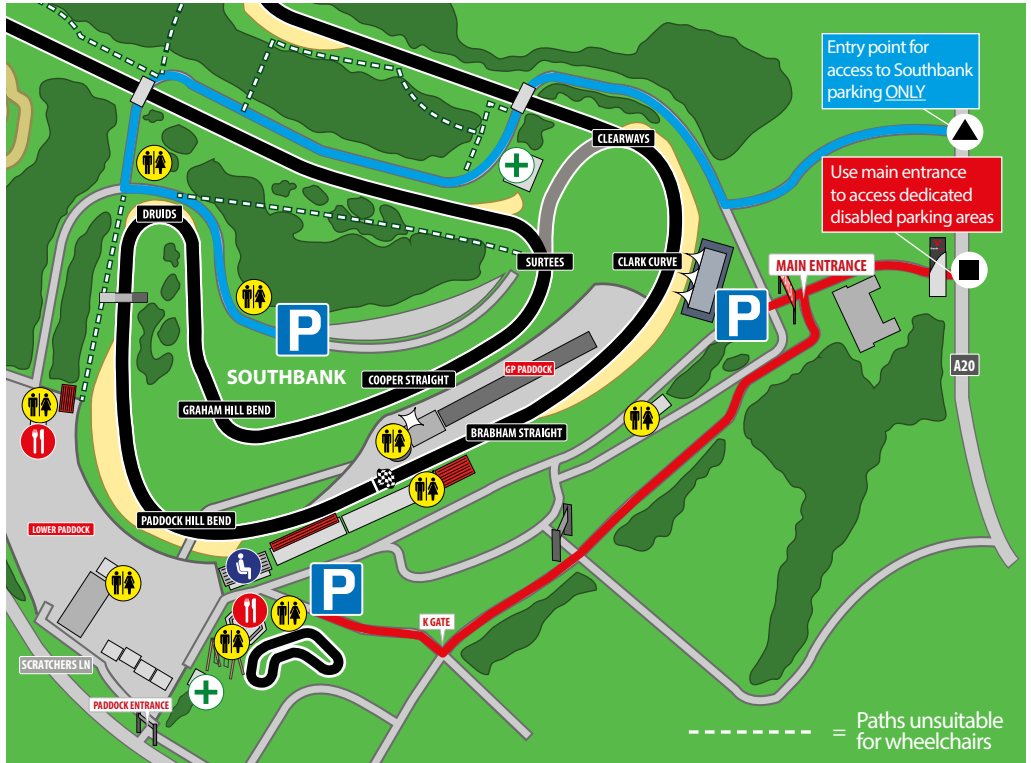 Entry point for
access to Southbank
parking ONLY
CLEARWAYS
Use main entrance
to access dedicated
disabled parking areas
DRUIDS
SURTEES
CLARK CURVE
MAIN ENTRANCE
P
P
SOUTHBANK
COOPER STRAIGHT
GP PADDOCK
A20
GRAHAM HILL BEND
BRABHAM STRAIGHT
PADDOCK HILL BEND
LOWER PADDOCK
P
K GATE
SCRATCHERS LN
PADDOCK ENTRANCE
= Paths unsuitable
for wheelchairs